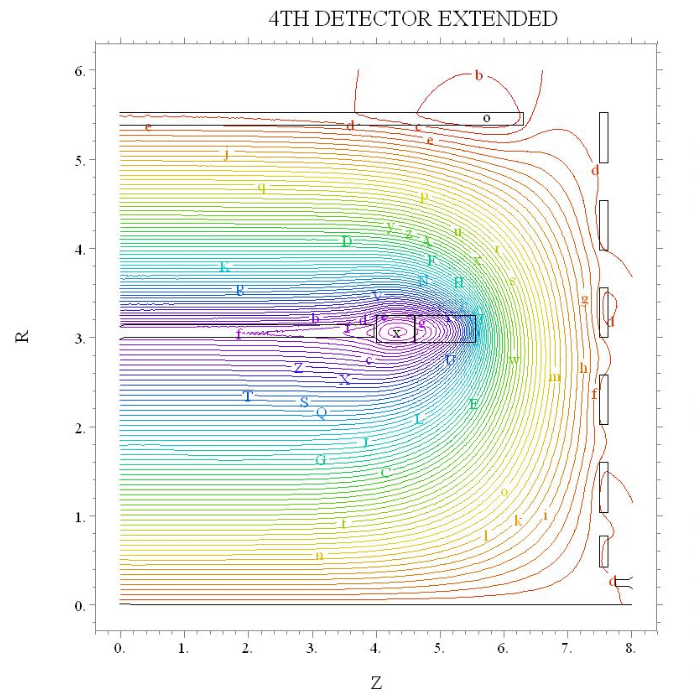 4TH DETECTOR EXTENDED
6.
b
o
e
d
c
e
5.
j
d
q
p
y
z
u
4.
D
A
r
F
x
K
N
H
s
B
V
g
b
d
e
d
f
f
g
3.
x
c
U
w
h
Z
X
m
f
T
S
Q
E
2.
L
J
G
C
o
k
i
1.
t
l
n
d
0.
0. 1. 2. 3. 4. 5. 6. 7. 8.
R
Z